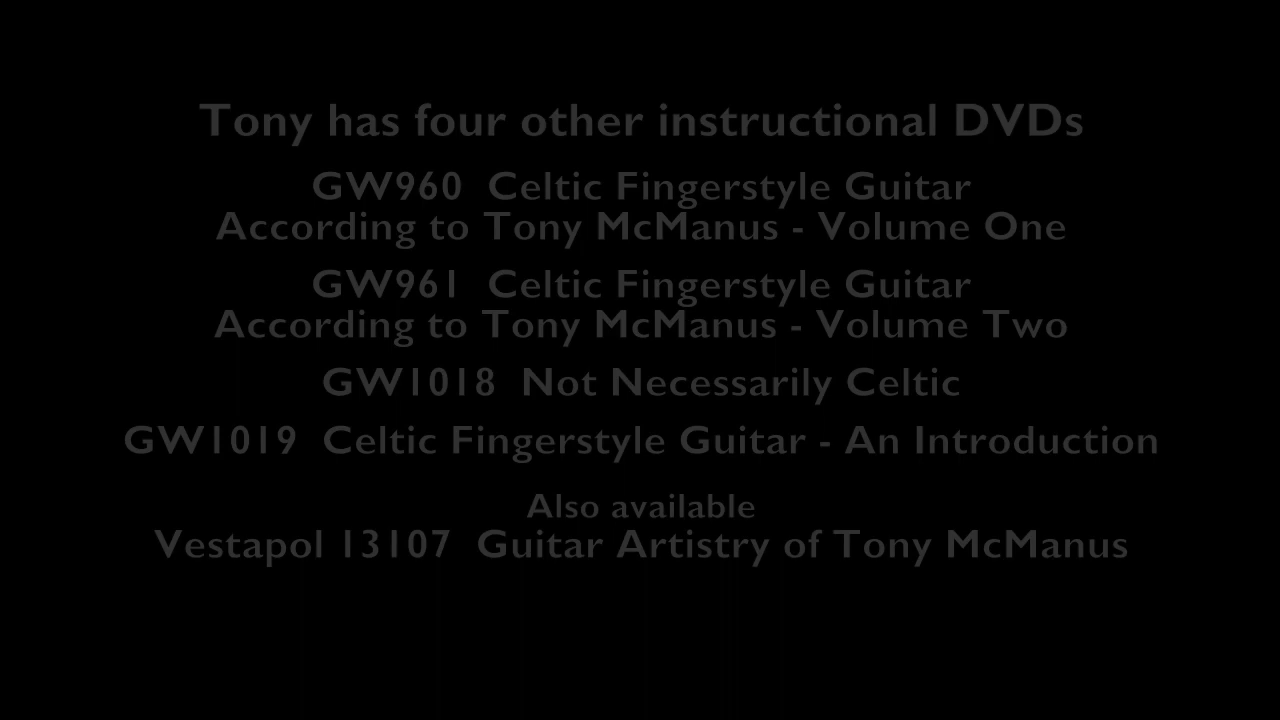 Tony has four other instructional DVDs
GW960 Celtic Fingerstyle Guitar
According to Tony McManus - Volume One
GW961 Celtic Fingerstyle Guitar
According to Tony McManus - Volume Two
GW1018 Not Necessarily Celtic
GW1019 Celtic Fingerstyle Guitar - An Introduction
Also available
Vestapol 13107 Guitar Artistry of Tony McManus